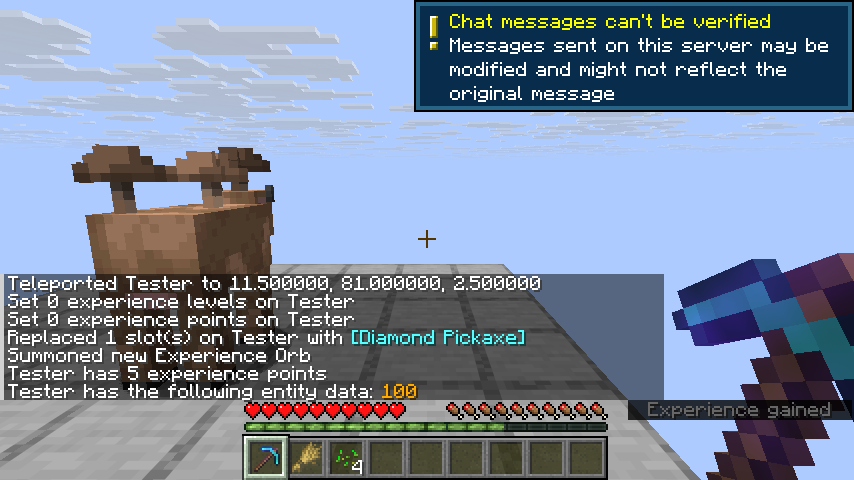 Chat messages can't be verified
Messages sent on this server may be
modified and might not reflect the
original message
Teleported Tester to 11.500000, 81.000000, 2.500000
Set 0 experience levels on Tester
Set 0 experience points on Tester
Replaced 1 slot(s) on Tester with [Diamond Pickaxe]
Summoned new Experience Orb
Tester has 5 experience points
Tester has the following entity data: 100
Experience gained
4